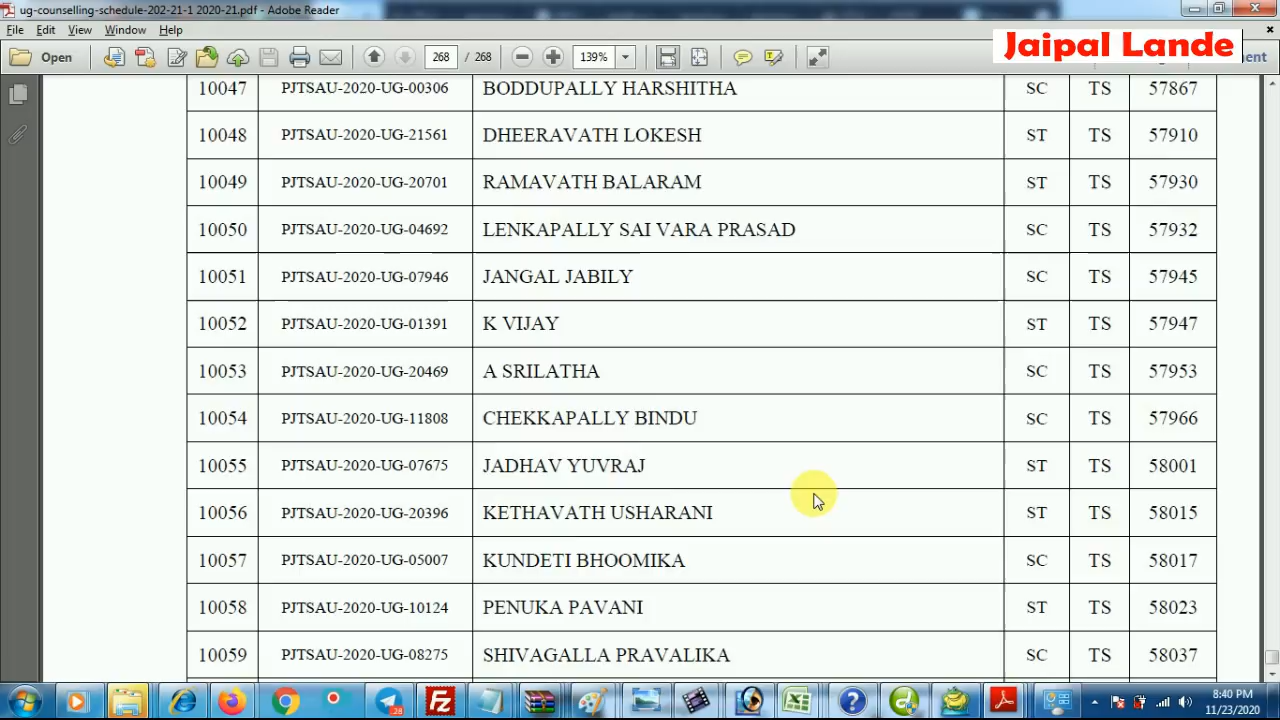 ug-counselling-schedule-202-21-1 2020-21.pdf - Adobe Reader
File Edit View Window Help
Jaipal Lande
Open 268 / 268 139% ent
10047 PJTSAU-2020-UG-00306 BODDUPALLY HARSHITHA SC TS 57867
10048 PJTSAU-2020-UG-21561 DHEERAVATH LOKESH ST TS 57910
10049 PJTSAU-2020-UG-20701 RAMAVATH BALARAM ST TS 57930
10050 PJTSAU-2020-UG-04692 LENKAPALLY SAI VARA PRASAD SC TS 57932
10051 PJTSAU-2020-UG-07946 JANGAL JABILY SC TS 57945
10052 PJTSAU-2020-UG-01391 K VIJAY ST TS 57947
10053 PJTSAU-2020-UG-20469 A SRILATHA SC TS 57953
10054 PJTSAU-2020-UG-11808 CHEKKAPALLY BINDU SC TS 57966
10055 PJTSAU-2020-UG-07675 JADHAV YUVRAJ ST TS 58001
10056 PJTSAU-2020-UG-20396 KETHAVATH USHARANI ST TS 58015
10057 PJTSAU-2020-UG-05007 KUNDETI BHOOMIKA SC TS 58017
10058 PJTSAU-2020-UG-10124 PENUKA PAVANI ST TS 58023
10059 PJTSAU-2020-UG-08275 SHIVAGALLA PRAVALIKA SC TS 58037
8:40 PM
11/23/2020